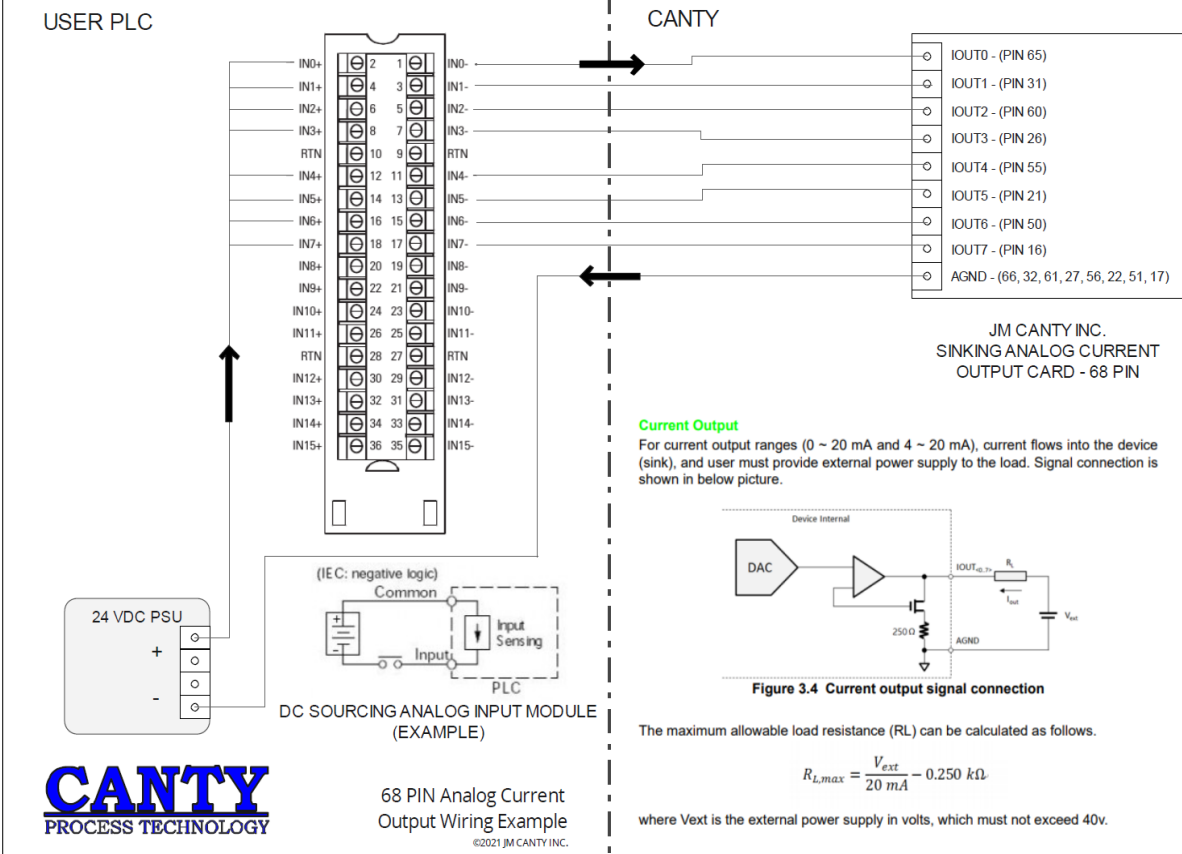 USER PLC
CANTY
IN0+ 2 1 IN0-
IN1+ 4 3 IN1-
IN2+ 6 5 IN2-
IN3+ 8 7 IN3-
RTN 10 9 RTN
IN4+ 12 11 IN4-
IN5+ 14 13 IN5-
IN6+ 16 15 IN6-
IN7+ 18 17 IN7-
IN8+ 20 19 IN8-
IN9+ 22 21 IN9-
IN10+ 24 23 IN10-
IN11+ 26 25 IN11-
RTN 28 27 RTN
IN12+ 30 29 IN12-
IN13+ 32 31 IN13-
IN14+ 34 33 IN14-
IN15+ 36 35 IN15-
IOUT0 - (PIN 65)
IOUT1 - (PIN 31)
IOUT2 - (PIN 60)
IOUT3 - (PIN 26)
IOUT4 - (PIN 55)
IOUT5 - (PIN 21)
IOUT6 - (PIN 50)
IOUT7 - (PIN 16)
AGND - (66, 32, 61, 27, 56, 22, 51, 17)
JM CANTY INC.
SINKING ANALOG CURRENT
OUTPUT CARD - 68 PIN
24 VDC PSU
+
-
(IEC: negative logic)
Common
+
-
Input
Sensing
Input
PLC
DC SOURCING ANALOG INPUT MODULE
(EXAMPLE)
CANTY
PROCESS TECHNOLOGY
68 PIN Analog Current
Output Wiring Example
©2021 JM CANTY INC.
Current Output
For current output ranges (0 ~ 20 mA and 4 ~ 20 mA), current flows into the device
(sink), and user must provide external power supply to the load. Signal connection is
shown in below picture.
Device Internal
DAC
IOUT<0..7>
RL
Iout
Vext
250 Ω
AGND
Figure 3.4 Current output signal connection
The maximum allowable load resistance (RL) can be calculated as follows.
R_L,max = V_ext / 20 mA − 0.250 kΩ
where Vext is the external power supply in volts, which must not exceed 40v.